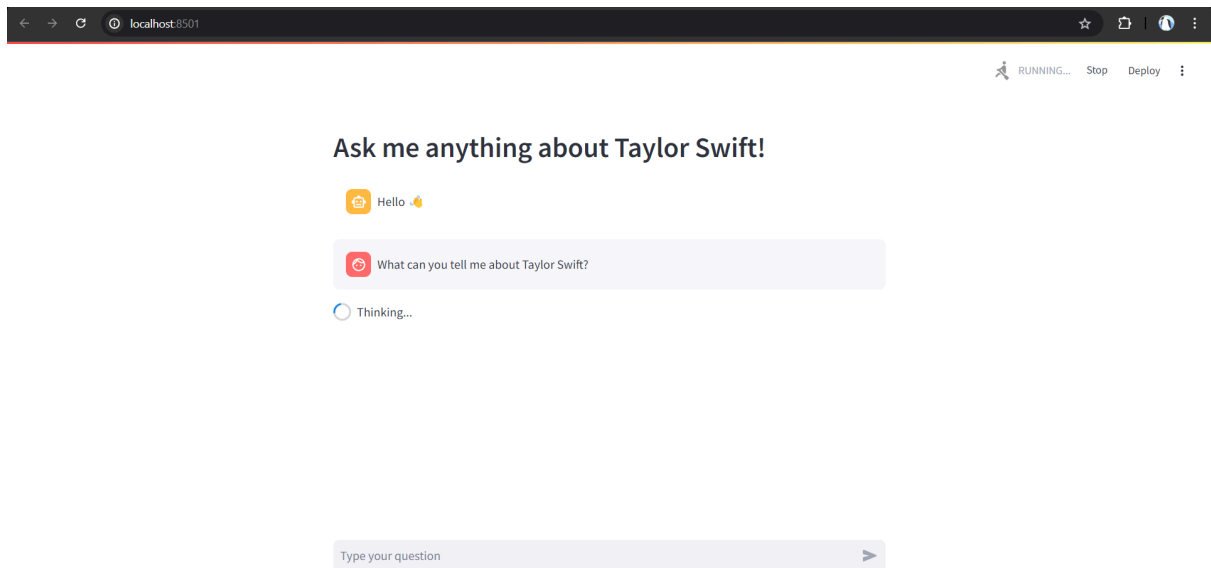 localhost:8501
RUNNING... Stop Deploy
Ask me anything about Taylor Swift!
Hello 👋
What can you tell me about Taylor Swift?
Thinking...
Type your question